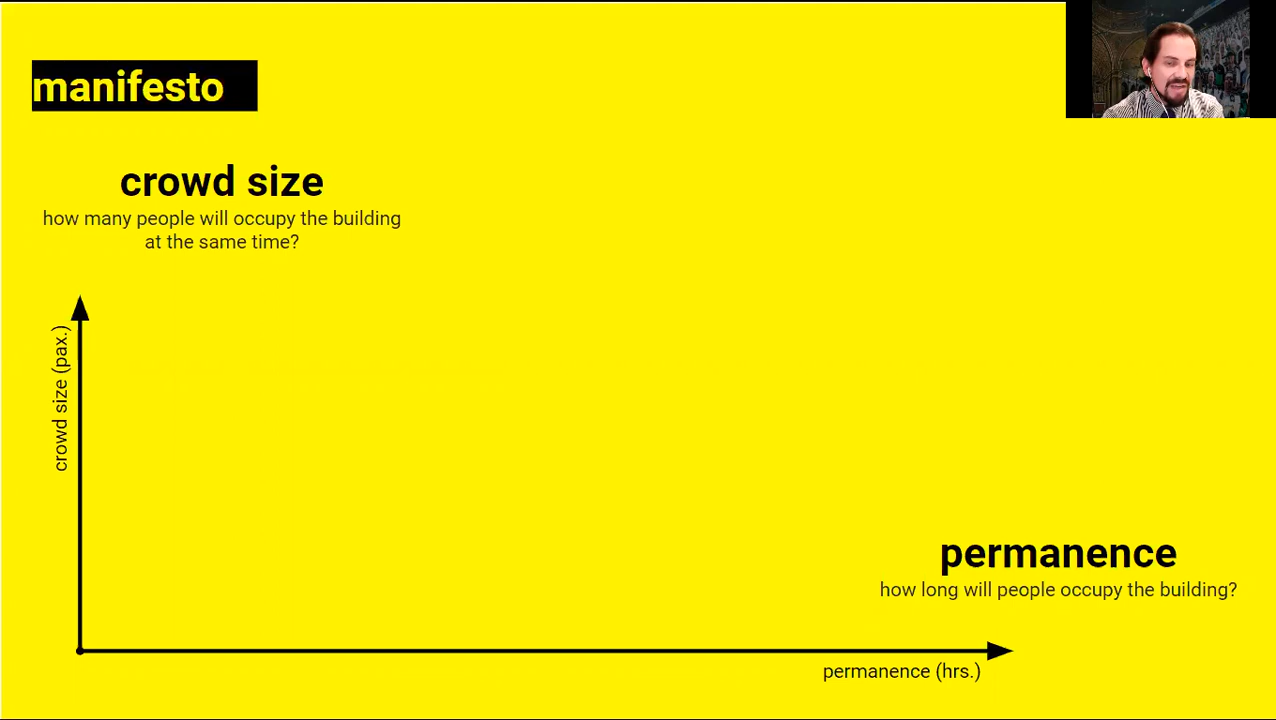 manifesto
crowd size
how many people will occupy the building
at the same time?
crowd size (pax.)
permanence
how long will people occupy the building?
permanence (hrs.)